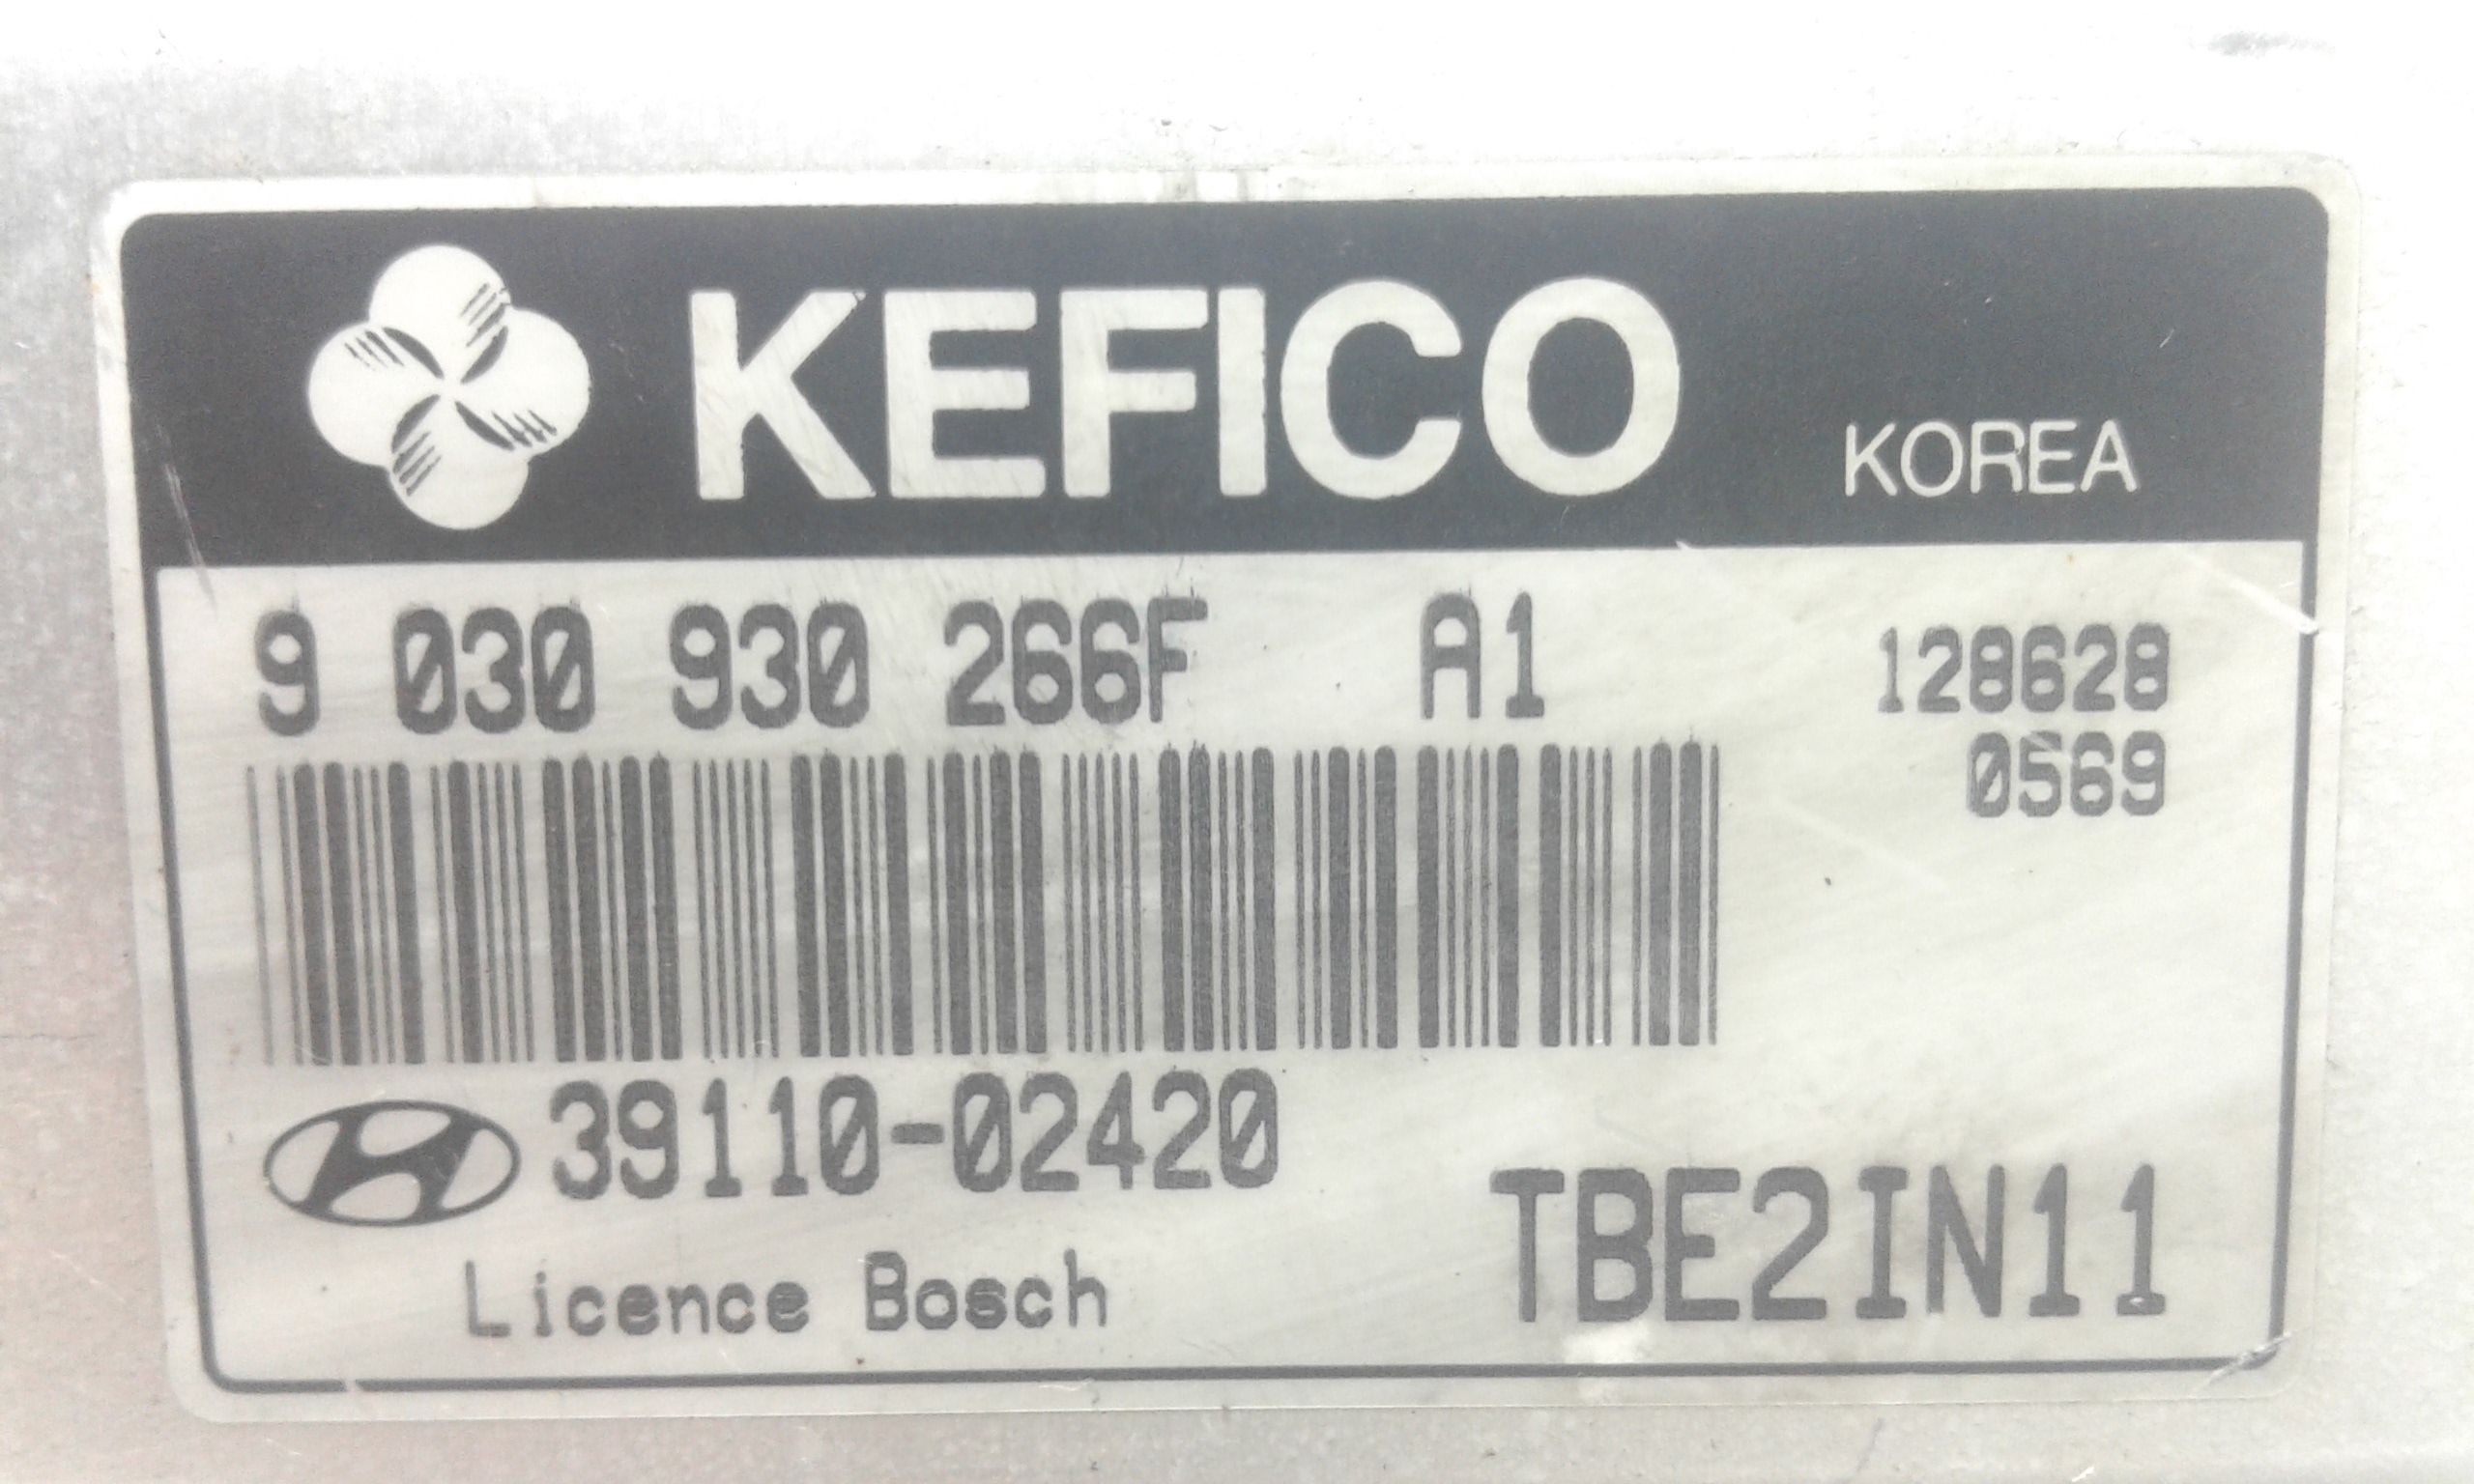 KEFICO KOREA
9 030 930 266F A1 128628
0569
39110-02420
TBE2IN11
Licence Bosch